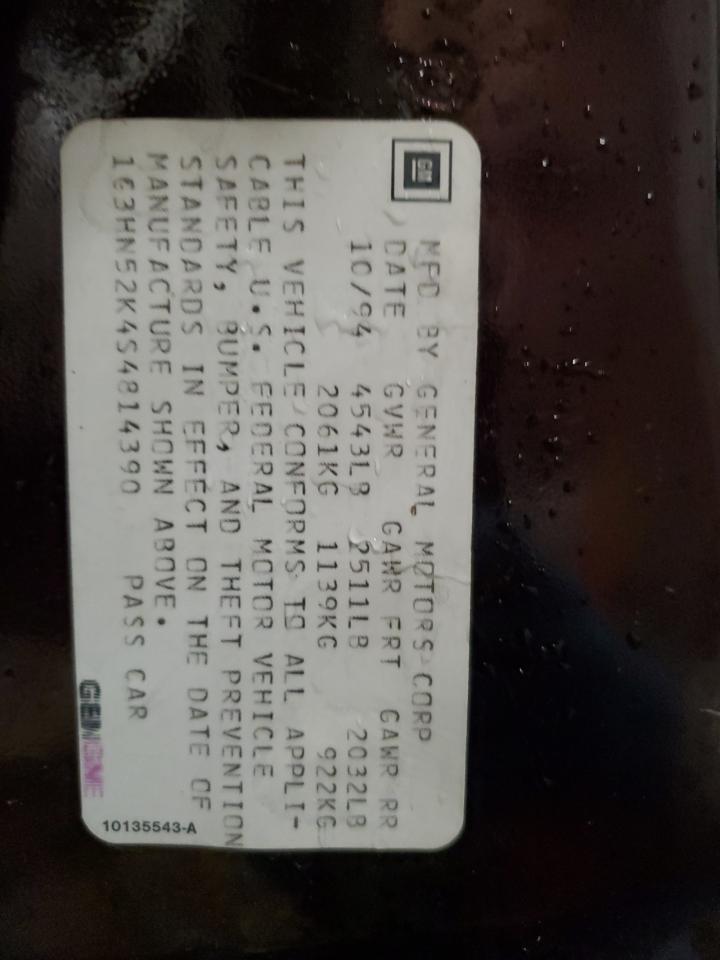 GM
MFD BY GENERAL MOTORS CORP
DATE GVWR GAWR FRT GAWR RR
10/94 4543LB 2511LB 2032LB
2061KG 1139KG 922KG
THIS VEHICLE CONFORMS TO ALL APPLI-
CABLE U.S. FEDERAL MOTOR VEHICLE
SAFETY, BUMPER, AND THEFT PREVENTION
STANDARDS IN EFFECT ON THE DATE OF
MANUFACTURE SHOWN ABOVE.
1G3HN52K4S4814390 PASS CAR
10135543-A